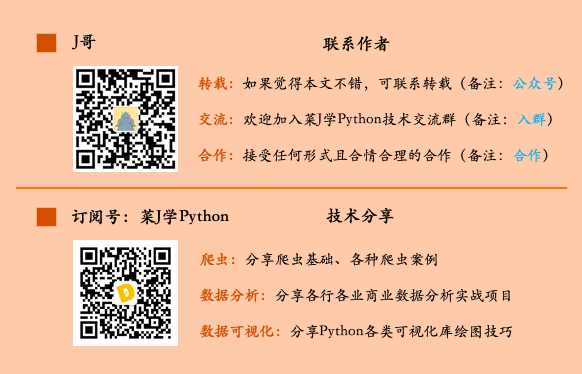 J哥
联系作者
转载：如果觉得本文不错，可联系转载（备注：公众号）
交流：欢迎加入菜J学Python技术交流群（备注：入群）
合作：接受任何形式且合情合理的合作（备注：合作）
订阅号：菜J学Python
技术分享
爬虫：分享爬虫基础、各种爬虫案例
数据分析：分享各行各业商业数据分析实战项目
数据可视化：分享Python各类可视化库绘图技巧